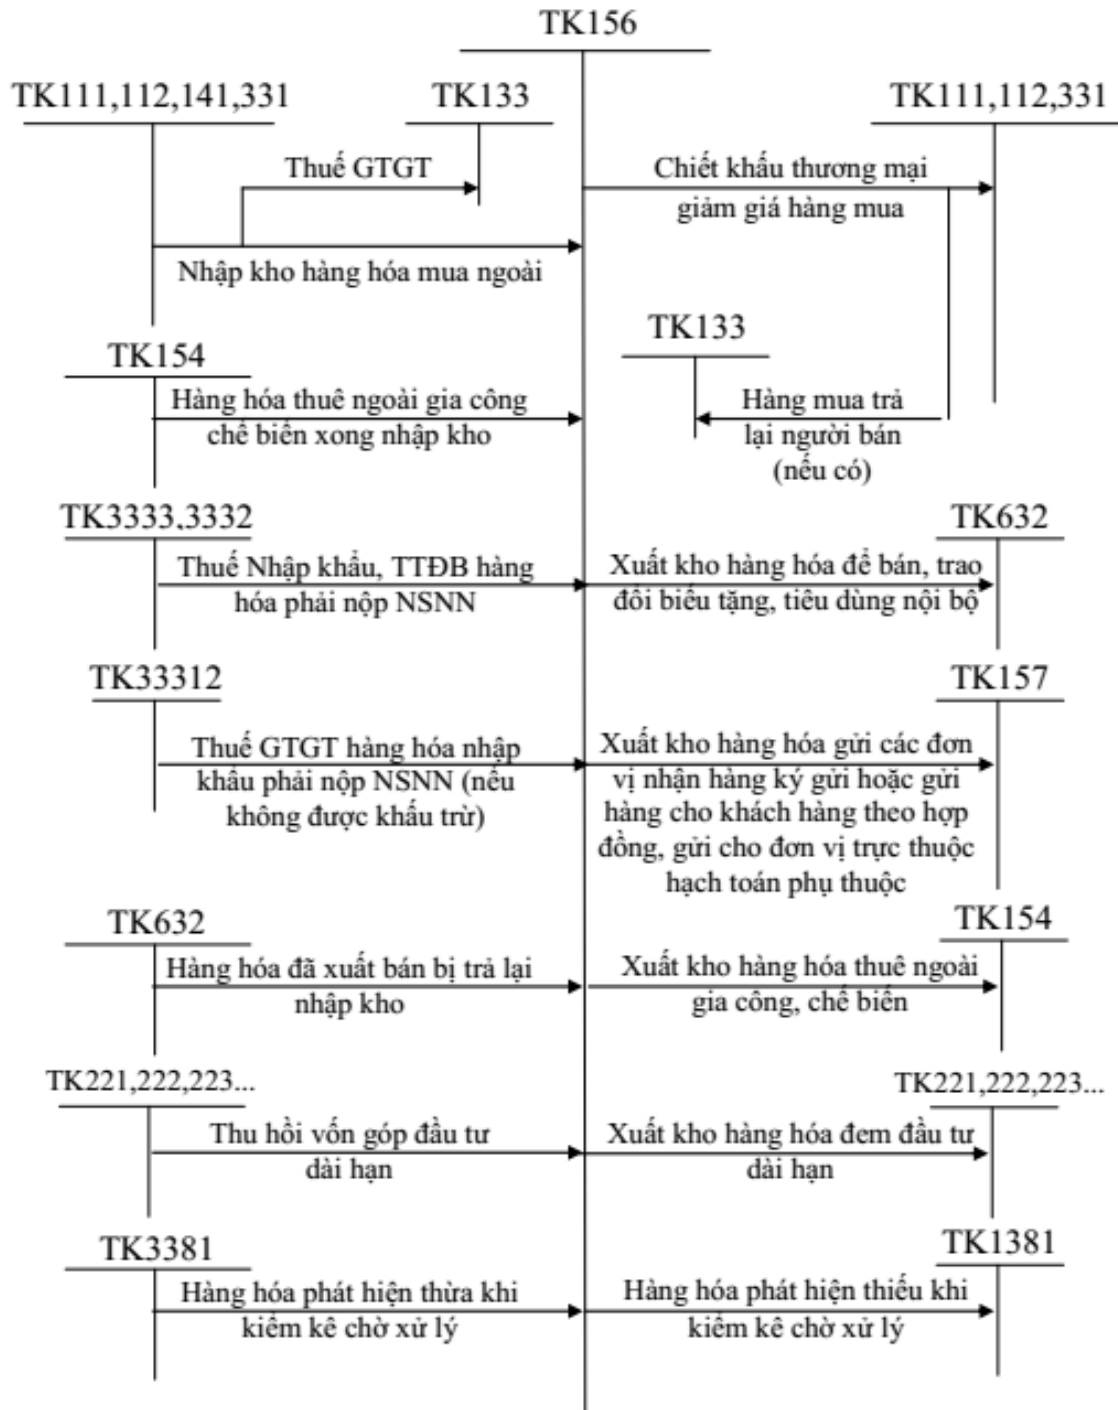 TK156
TK111,112,141,331
TK133
TK111,112,331
Thuế GTGT
Chiết khấu thương mại
giảm giá hàng mua
Nhập kho hàng hóa mua ngoài
TK133
TK154
Hàng hóa thuê ngoài gia công
chế biến xong nhập kho
Hàng mua trả
lại người bán
(nếu có)
TK3333,3332
TK632
Thuế Nhập khẩu, TTĐB hàng
hóa phải nộp NSNN
Xuất kho hàng hóa để bán, trao
đổi biếu tặng, tiêu dùng nội bộ
TK33312
TK157
Thuế GTGT hàng hóa nhập
khẩu phải nộp NSNN (nếu
không được khấu trừ)
Xuất kho hàng hóa gửi các đơn
vị nhận hàng ký gửi hoặc gửi
hàng cho khách hàng theo hợp
đồng, gửi cho đơn vị trực thuộc
hạch toán phụ thuộc
TK632
TK154
Hàng hóa đã xuất bán bị trả lại
nhập kho
Xuất kho hàng hóa thuê ngoài
gia công, chế biến
TK221,222,223...
TK221,222,223...
Thu hồi vốn góp đầu tư
dài hạn
Xuất kho hàng hóa đem đầu tư
dài hạn
TK3381
TK1381
Hàng hóa phát hiện thừa khi
kiểm kê chờ xử lý
Hàng hóa phát hiện thiếu khi
kiểm kê chờ xử lý